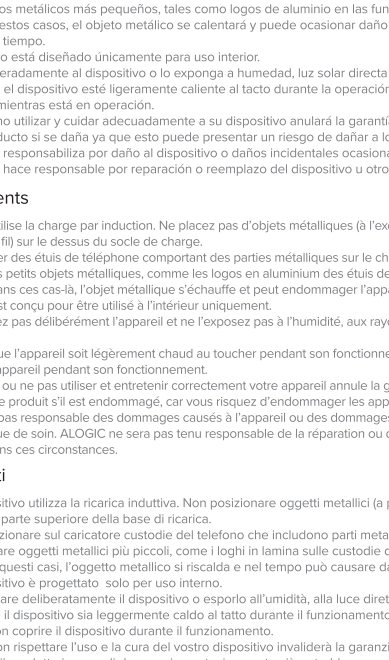 os metálicos más pequeños, tales como logos de aluminio en las fun
estos casos, el objeto metálico se calentará y puede ocasionar daño
tiempo.
o está diseñado únicamente para uso interior.
eradamente al dispositivo o lo exponga a humedad, luz solar directa
el dispositivo esté ligeramente caliente al tacto durante la operación
mientras está en operación.
no utilizar y cuidar adecuadamente a su dispositivo anulará la garantí
ducto si se daña ya que esto puede presentar un riesgo de dañar a lo
responsabiliza por daño al dispositivo o daños incidentales ocasiona
hace responsable por reparación o reemplazo del dispositivo u otro
ents
tilise la charge par induction. Ne placez pas d'objets métalliques (à l'exc
fil) sur le dessus du socle de charge.
er des étuis de téléphone comportant des parties métalliques sur le ch
s petits objets métalliques, comme les logos en aluminium des étuis de
ans ces cas-là, l'objet métallique s'échauffe et peut endommager l'appa
st conçu pour être utilisé à l'intérieur uniquement.
ez pas délibérément l'appareil et ne l'exposez pas à l'humidité, aux rayo
ue l'appareil soit légèrement chaud au toucher pendant son fonctionne
appareil pendant son fonctionnement.
ou ne pas utiliser et entretenir correctement votre appareil annule la g
e produit s'il est endommagé, car vous risquez d'endommager les app
pas responsable des dommages causés à l'appareil ou des dommages
ue de soin. ALOGIC ne sera pas tenu responsable de la réparation ou d
ns ces circonstances.
ti
sitivo utilizza la ricarica induttiva. Non posizionare oggetti metallici (a p
parte superiore della base di ricarica.
zionare sul caricatore custodie del telefono che includono parti meta
are oggetti metallici più piccoli, come i loghi in lamina sulle custodie d
questi casi, l'oggetto metallico si riscalda e nel tempo può causare da
sitivo è progettato solo per uso interno.
are deliberatamente il dispositivo o esporlo all'umidità, alla luce diret
il dispositivo sia leggermente caldo al tatto durante il funzionamento
on coprire il dispositivo durante il funzionamento.
on rispettare l'uso e la cura del vostro dispositivo invaliderà la garanzi